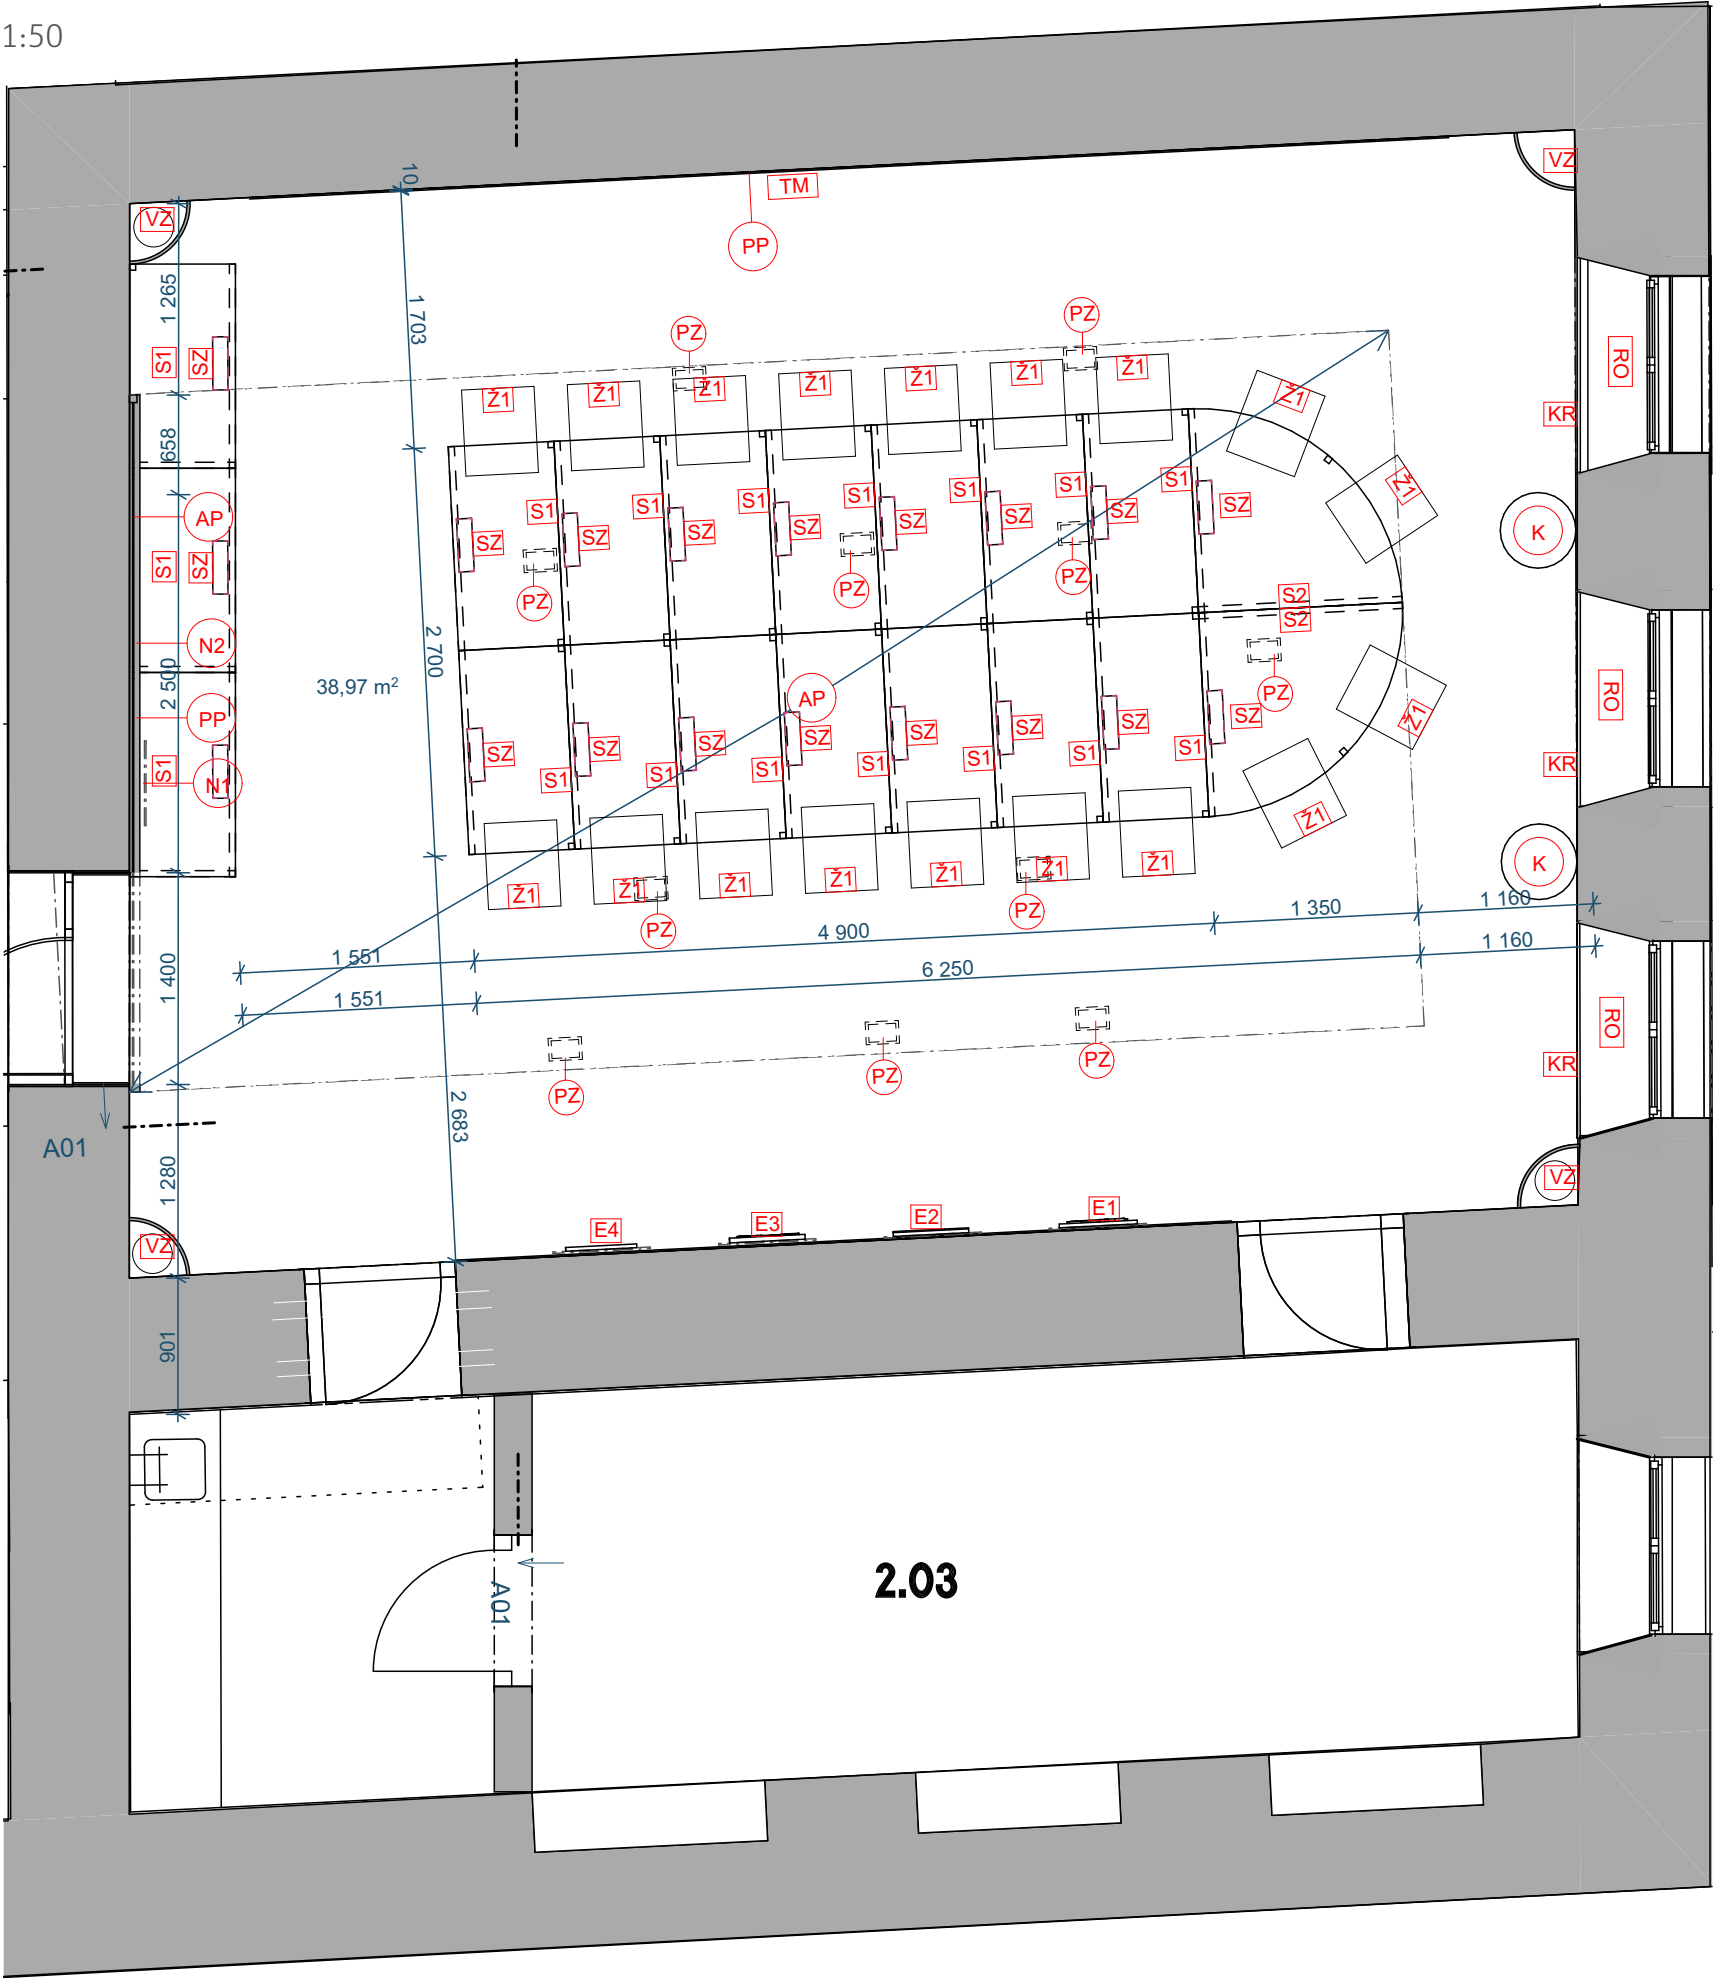 1:50
10
VZ
TM
VZ
PP
1 265
1 703
PZ
PZ
S1
SZ
RO
Ž1
Ž1
Ž1
Ž1
Ž1
Ž1
Ž1
Ž1
KR
658
S1
S1
S1
S1
S1
S1
S1
Ž1
AP
SZ
SZ
SZ
SZ
SZ
SZ
SZ
SZ
K
S1
SZ
PZ
PZ
PZ
S2
S2
N2
2 700
2 500
38,97 m²
AP
PZ
RO
PP
SZ
SZ
SZ
SZ
SZ
SZ
SZ
SZ
Ž1
S1
S1
S1
S1
S1
S1
S1
S1
KR
N1
Ž1
Ž1
Ž1
Ž1
Ž1
Ž1
Ž1
Ž1
K
PZ
PZ
1 350
1 160
4 900
1 551
1 160
6 250
1 400
1 551
RO
PZ
PZ
PZ
KR
2 683
A01
1 280
VZ
VZ
E4
E3
E2
E1
901
A01
2.03